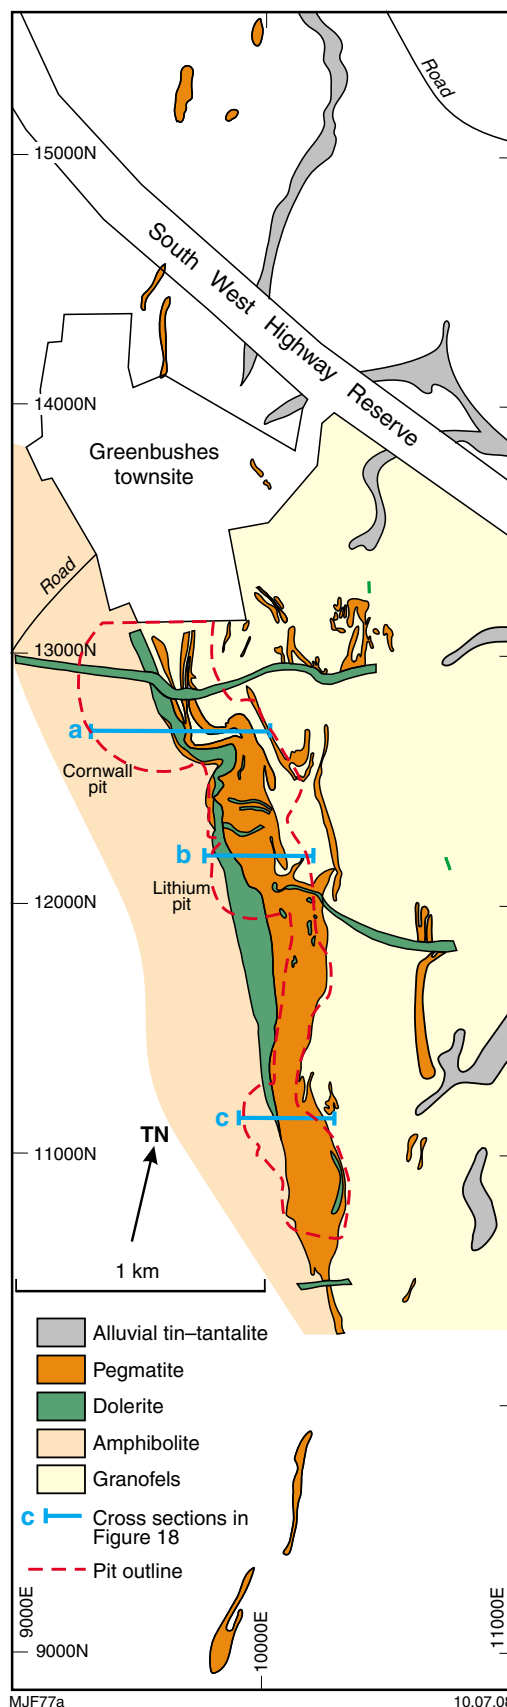 Road
15000N
South West Highway Reserve
14000N
Greenbushes
townsite
Road
13000N
a
Cornwall
pit
b
Lithium
pit
12000N
c
TN
11000N
1 km
Alluvial tin–tantalite
Pegmatite
Dolerite
Amphibolite
Granofels
c Cross sections in
Figure 18
Pit outline
9000E
10000E
11000E
9000N
MJF77a
10.07.08